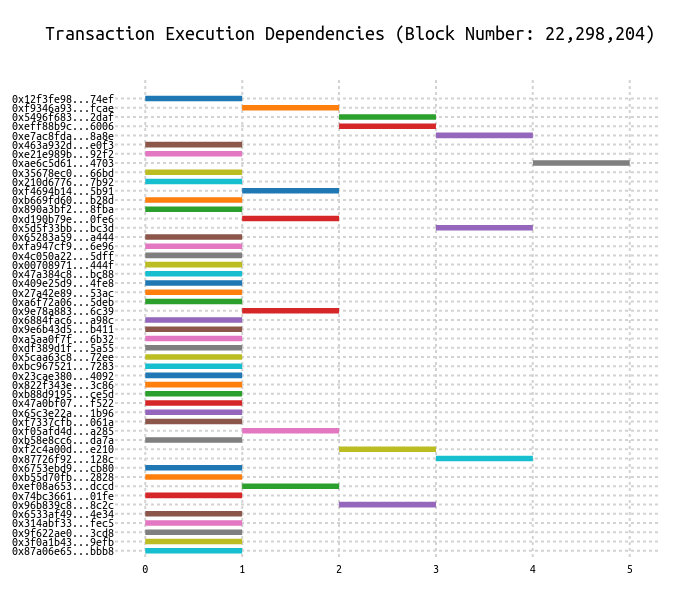 Transaction Execution Dependencies (Block Number: 22,298,204)
0x12f3fe98...74ef
0xf9346a93...fcae
0x5496f683...2daf
0xeff88b9c...6006
0xe7ac8fda...8a8e
0x463a932d...e0f3
0xe21e989b...92f2
0xae6c5d61...4703
0x35678ec0...66bd
0x210d6776...7b92
0xf4694b14...5b91
0xb669fd60...b28d
0x890a3bf2...8fba
0xd190b79e...0fe6
0x5d5f33bb...bc3d
0x65283a59...a444
0xfa947cf9...6e96
0x4c050a22...5dff
0x00708971...444f
0x47a384c8...bc88
0x409e25d9...4fe8
0x27a42e89...53ac
0xa6f72a06...5deb
0x9e78a883...6c39
0x6884fac6...a98c
0x9e6b43d5...b411
0xa5aa0f7f...6b32
0xdf389d1f...5a55
0x5caa63c8...72ee
0xbc967521...7283
0x23cae380...4092
0x822f343e...3c86
0xb88d9195...ce5d
0x47a0bf07...f522
0x65c3e22a...1b96
0xf7337cfb...061a
0xf05afd4d...a285
0xb58e8cc6...da7a
0xf2c4a00d...e210
0x87726f92...128c
0x6753ebd9...cb80
0xb55d70fb...2828
0xef08a653...dccd
0x74bc3661...01fe
0x96b839c8...8c2c
0x6533af49...4e34
0x314abf33...fec5
0x9f622ae0...3cd8
0x3f0a1b43...9efb
0x87a06e65...bbb8
0 1 2 3 4 5